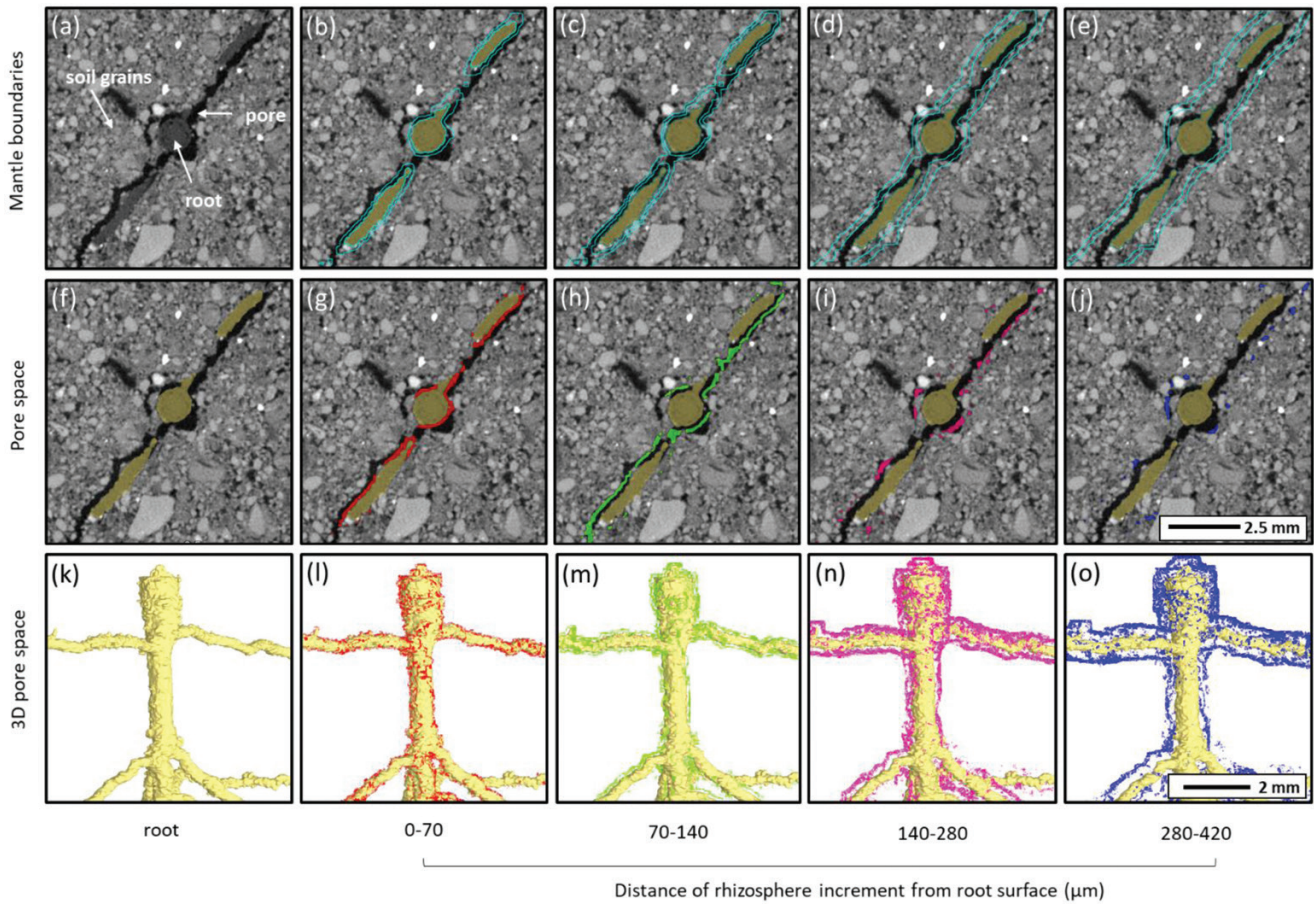 Mantle boundaries
(a)
(b)
(c)
(d)
(e)
soil grains
pore
root
Pore space
(f)
(g)
(h)
(i)
(j)
2.5 mm
3D pore space
(k)
(l)
(m)
(n)
(o)
2 mm
root
0-70
70-140
140-280
280-420
Distance of rhizosphere increment from root surface (µm)